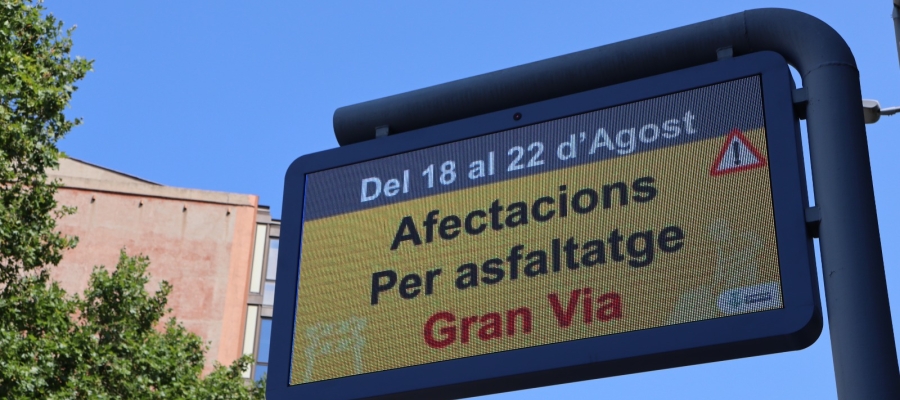 Del 18 al 22 d'Agost
Afectacions
Per asfaltatge
Gran Via